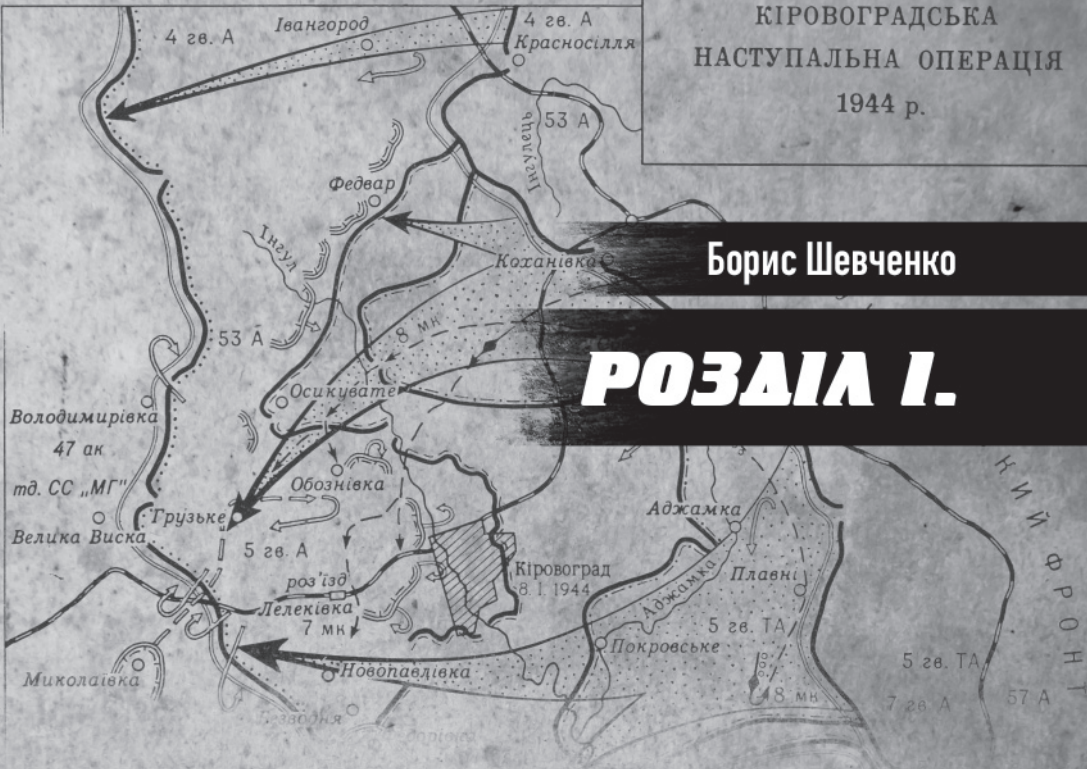 КІРОВОГРАДСЬКА
НАСТУПАЛЬНА ОПЕРАЦІЯ
1944 р.
4 гв. А
Івангород
4 гв. А
Красносілля
53 А
Інгулець
Федвар
Інгул
Коханівка
Борис Шевченко
53 А
8 мк
РОЗДІЛ І.
Осикувате
Володимирівка
47 ак
тд. СС „МГ"
Велика Виска
Обознівка
Грузьке
5 гв. А
Аджамка
КИЙ ФРОНТ
роз'їзд
Лелеківка
7 мк
Кіровоград
8. І. 1944
Плавні
Аджамка
5 гв. ТА
Покровське
Новопавлівка
Миколаївка
5 гв. ТА
8 мк
7 гв. А
57 А